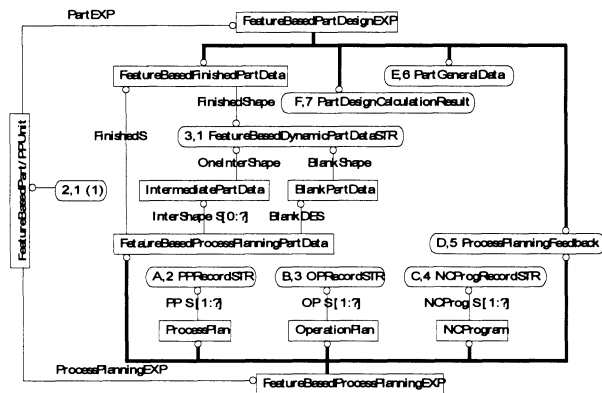 PartEXP
FeatureBasedPartDesignEXP
FeatureBasedFinishedPartData
E,6 PartGeneralData
F,7 PartDesignCalculationResult
FinishedShape
FinishedS
3,1 FeatureBasedDynamicPartDataSTR
OneInterShape
BlankShape
FeatureBasedPart/PPUnit
2,1 (1)
IntermediatePartData
BlankPartData
InterShape S[0:?]
BlankDES
FetaureBasedProcessPlanningPartData
D,5 ProcessPlanningFeedback
A,2 PPRecordSTR
B,3 OPRecordSTR
C,4 NCProgRecordSTR
PP S[1:?]
OP S[1:?]
NCProg S[1:?]
ProcessPlan
OperationPlan
NCProgram
ProcessPlanningEXP
FeatureBasedProcessPlanningEXP